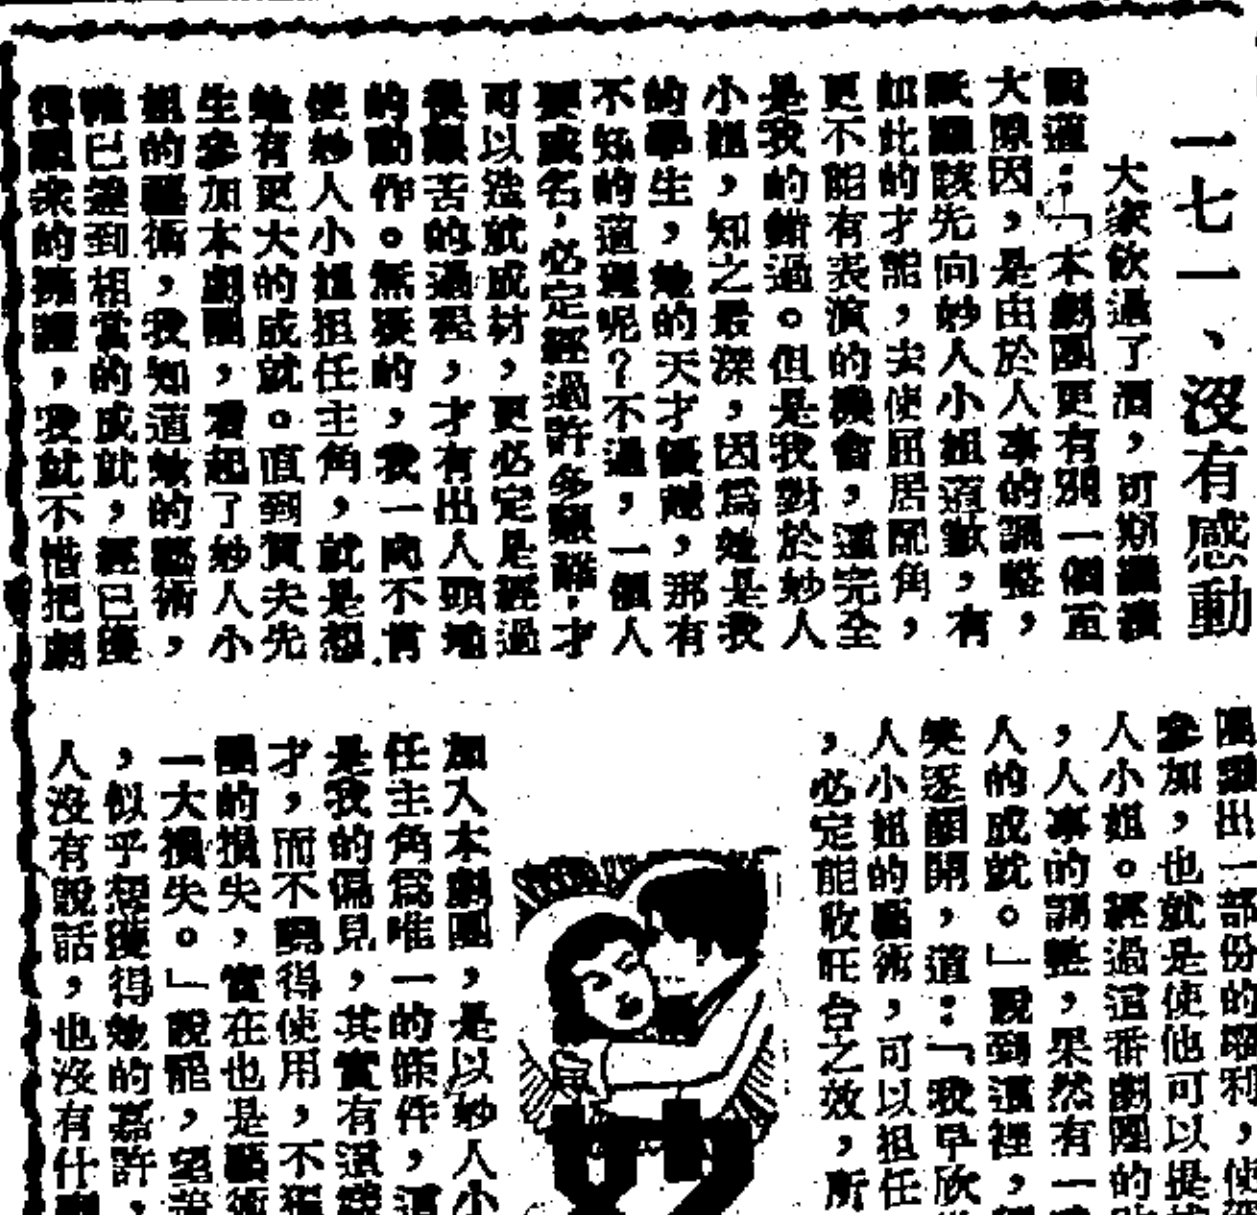 一七一、沒有感動
大家飲過了酒,可期繼續
說道:「本劇團更有別一個重
大原因,是由於人事的調整,
祇應該先向妙人小姐道歉,有
如此的才能,去使屈居配角,
更不能有表演的機會,這完全
是我的錯過。但是我對於妙人
小姐,知之最深,因爲她是我
的學生,她的天才優越,那有
不知的道理呢?不過,一個人
要成名,必定經過許多艱難,才
可以造就成材,更必定是經過
很艱苦的過程,才有出人頭地
的動作。無疑的,我一向不肯
使妙人小姐担任主角,就是想
她有更大的成就。直到賀夫先
生參加本劇團,看起了妙人小
姐的藝術,我知道她的藝術,
確已達到相當的成就,經已獲
得觀衆的擁護,我就不惜把劇
團讓出一部份的權利,使
參加,也就是使他可以提
人小姐。經過這番劇團的
,人事的調整,果然有一
人的成就。」說到這裡,
笑逐顏開,道:「我早欣
人小姐的藝術,可以担任
,必定能收旺台之效,所
加入本劇團,是以妙人小
任主角爲唯一的條件,這
是我的偏見,其實有這
才,而不曉得使用,不獨
團的損失,實在也是藝術
一大損失。」說罷,望
,似乎想獲得她的嘉許,
人沒有說話,也沒有什